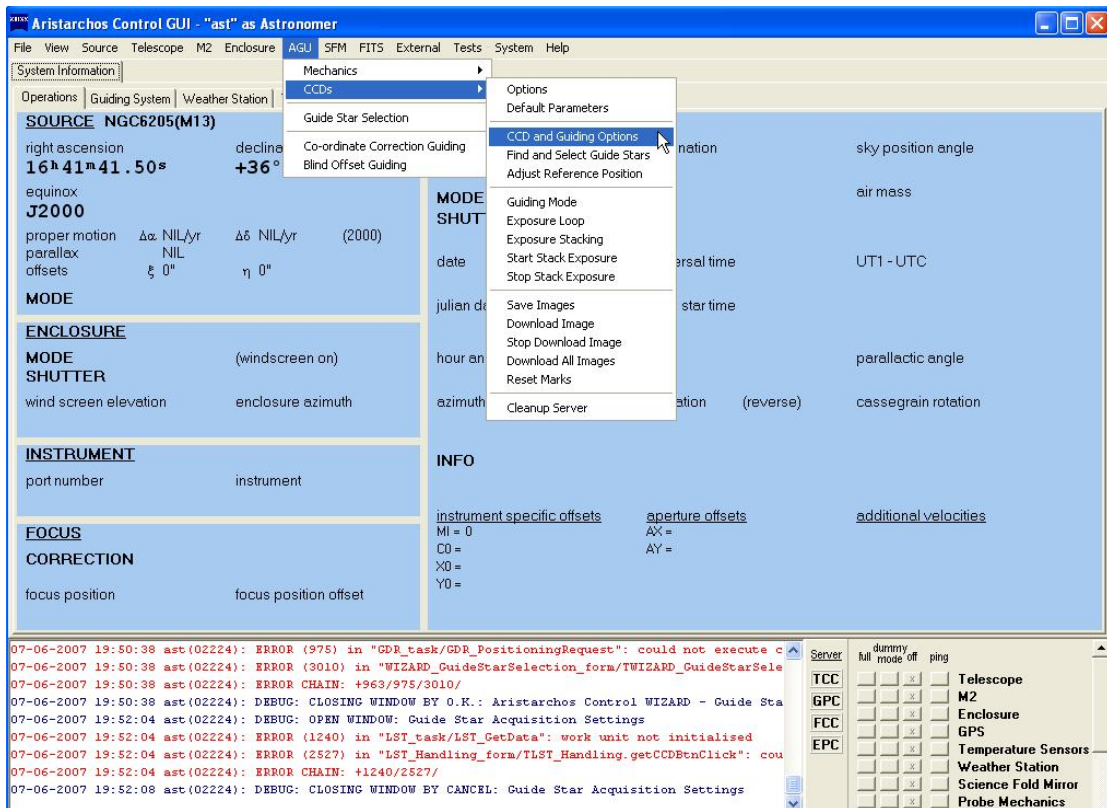 Aristarchos Control GUI - "ast" as Astronomer
File View Source Telescope M2 Enclosure AGU SFM FITS External Tests System Help
System Information
Operations Guiding System Weather Station
Mechanics
CCDs
Guide Star Selection
Co-ordinate Correction Guiding
Blind Offset Guiding
Options
Default Parameters
CCD and Guiding Options
Find and Select Guide Stars
Adjust Reference Position
Guiding Mode
Exposure Loop
Exposure Stacking
Start Stack Exposure
Stop Stack Exposure
Save Images
Download Image
Stop Download Image
Download All Images
Reset Marks
Cleanup Server
SOURCE NGC6205(M13)
right ascension declina
16h41m41.50s +36°
equinox
J2000
proper motion Δα NIL/yr Δδ NIL/yr (2000)
parallax NIL
offsets ξ 0" η 0"
MODE
ENCLOSURE
MODE (windscreen on)
SHUTTER
wind screen elevation enclosure azimuth
INSTRUMENT
port number instrument
FOCUS
CORRECTION
focus position focus position offset
nation sky position angle
MODE air mass
SHUT
date ersal time UT1 - UTC
julian da star time
hour an parallactic angle
azimuth ation (reverse) cassegrain rotation
INFO
instrument specific offsets aperture offsets additional velocities
MI = 0 AX =
C0 = AY =
X0 =
Y0 =
07-06-2007 19:50:38 ast(02224): ERROR (975) in "GDR_task/GDR_PositioningRequest": could not execute c
07-06-2007 19:50:38 ast(02224): ERROR (3010) in "WIZARD_GuideStarSelection_form/TWIZARD_GuideStarSele
07-06-2007 19:50:38 ast(02224): ERROR CHAIN: +963/975/3010/
07-06-2007 19:50:38 ast(02224): DEBUG: CLOSING WINDOW BY O.K.: Aristarchos Control WIZARD - Guide Sta
07-06-2007 19:52:04 ast(02224): DEBUG: OPEN WINDOW: Guide Star Acquisition Settings
07-06-2007 19:52:04 ast(02224): ERROR (1240) in "LST_task/LST_GetData": work unit not initialised
07-06-2007 19:52:04 ast(02224): ERROR (2527) in "LST_Handling_form/TLST_Handling.getCCDBtnClick": cou
07-06-2007 19:52:04 ast(02224): ERROR CHAIN: +1240/2527/
07-06-2007 19:52:08 ast(02224): DEBUG: CLOSING WINDOW BY CANCEL: Guide Star Acquisition Settings
Server
TCC
GPC
FCC
EPC
full dummy mode off ping
x Telescope
x M2
x Enclosure
x GPS
x Temperature Sensors
x Weather Station
x Science Fold Mirror
x Probe Mechanics